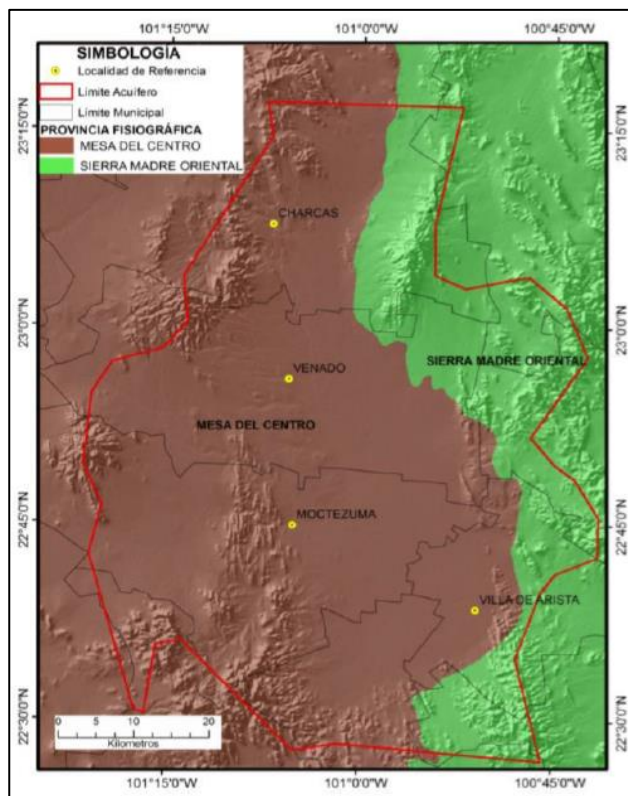 101°15'0"W
101°0'0"W
100°45'0"W
SIMBOLOGÍA
Localidad de Referencia
Límite Acuífero
Límite Municipal
PROVINCIA FISIOGRÁFICA
MESA DEL CENTRO
SIERRA MADRE ORIENTAL
23°15'0"N
23°15'0"N
CHARCAS
23°0'0"N
23°0'0"N
SIERRA MADRE ORIENTAL
VENADO
MESA DEL CENTRO
22°45'0"N
22°45'0"N
MOCTEZUMA
VILLA DE ARISTA
22°30'0"N
22°30'0"N
0 5 10 20
Kilometros
101°15'0"W
101°0'0"W
100°45'0"W